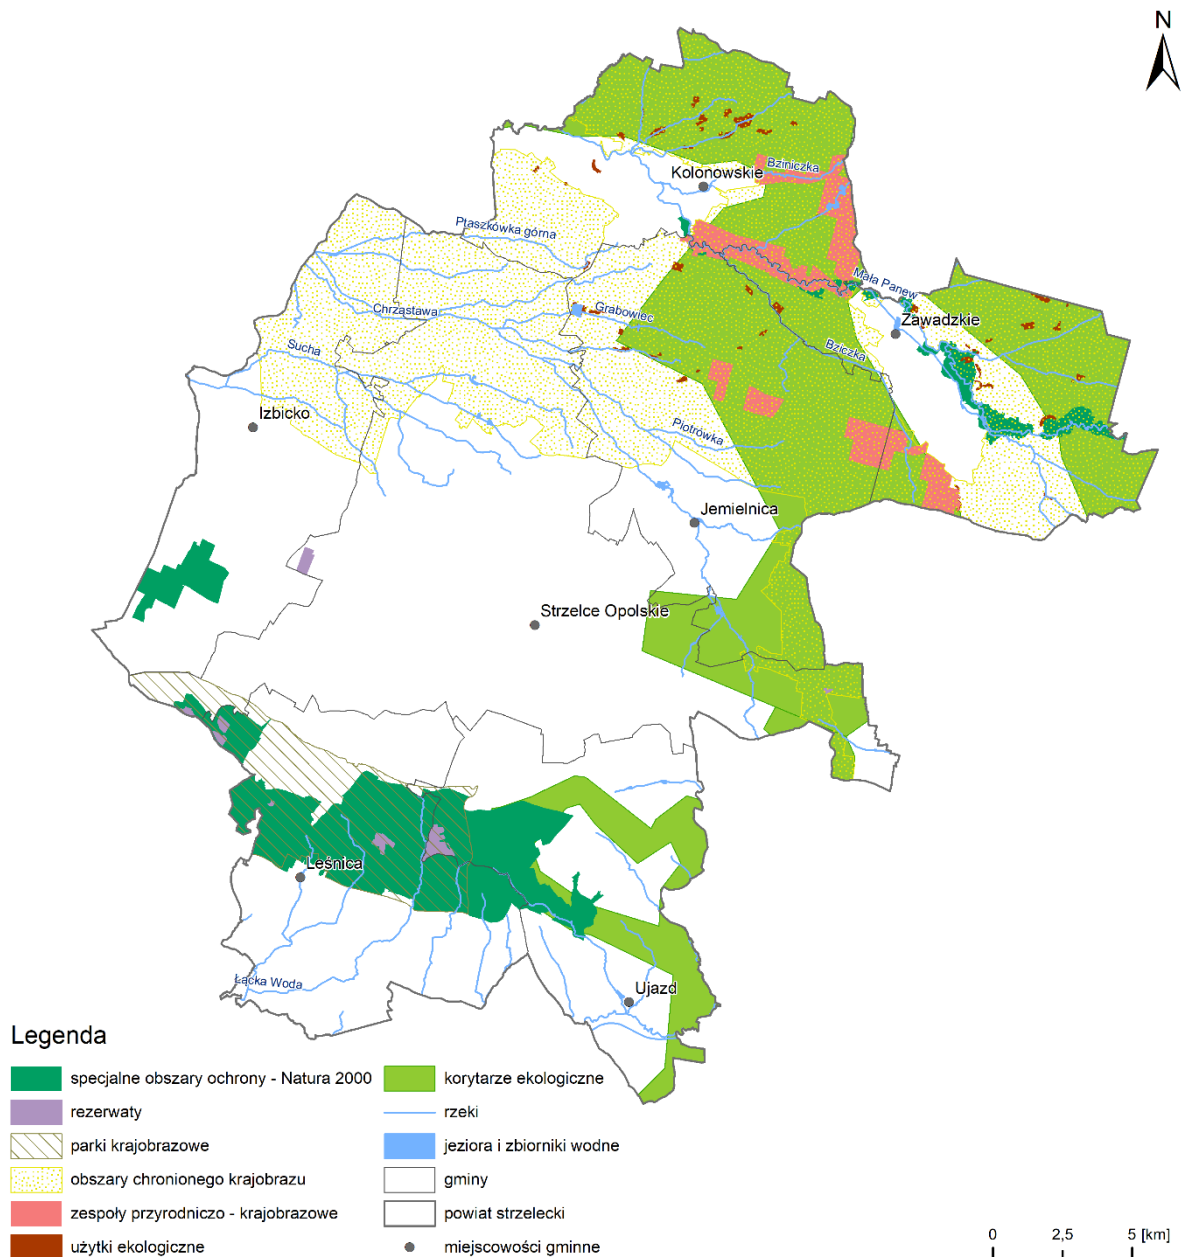 N
Bziniczka
Kolonowskie
Ptaszkówka górna
Mała Panew
Chrząstawa
Grabowiec
Zawadzkie
Sucha
Bziczka
Izbicko
Piotrówka
Jemielnica
Strzelce Opolskie
Leśnica
Łącka Woda
Ujazd
Legenda
specjalne obszary ochrony - Natura 2000
rezerwaty
parki krajobrazowe
obszary chronionego krajobrazu
zespoły przyrodniczo - krajobrazowe
użytki ekologiczne
korytarze ekologiczne
rzeki
jeziora i zbiorniki wodne
gminy
powiat strzelecki
miejscowości gminne
0 2,5 5 [km]